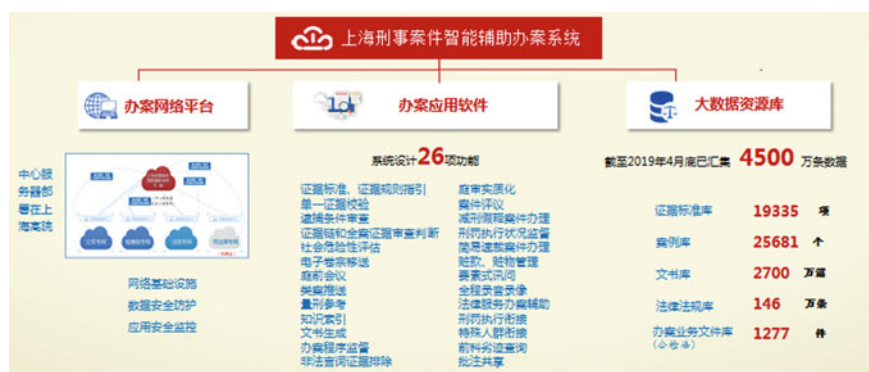 上海刑事案件智能辅助办案系统
办案网络平台
中心服
务器部
署在上
海高院
网络基础设施
数据安全防护
应用安全监控
办案应用软件
系统设计26项功能
证据标准、证据规则指引
单一证据校验
逮捕条件审查
证据链和全案证据审查判断
社会危险性评估
电子卷宗移送
庭前会议
类案推送
量刑参考
知识索引
文书生成
办案程序监督
非法言词证据排除
庭审实质化
案件评议
减刑假释案件办理
刑罚执行状况监督
简易速裁案件办理
赃款、赃物管理
要素式讯问
全程录音录像
法律服务办案辅助
刑罚执行衔接
特殊人群衔接
前科劣迹查询
批注共享
大数据资源库
截至2019年4月底已汇集 4500 万条数据
证据标准库 19335 项
案例库 25681 个
文书库 2700 万篇
法律法规库 146 万条
办案业务文件库 1277 件
(公检法)